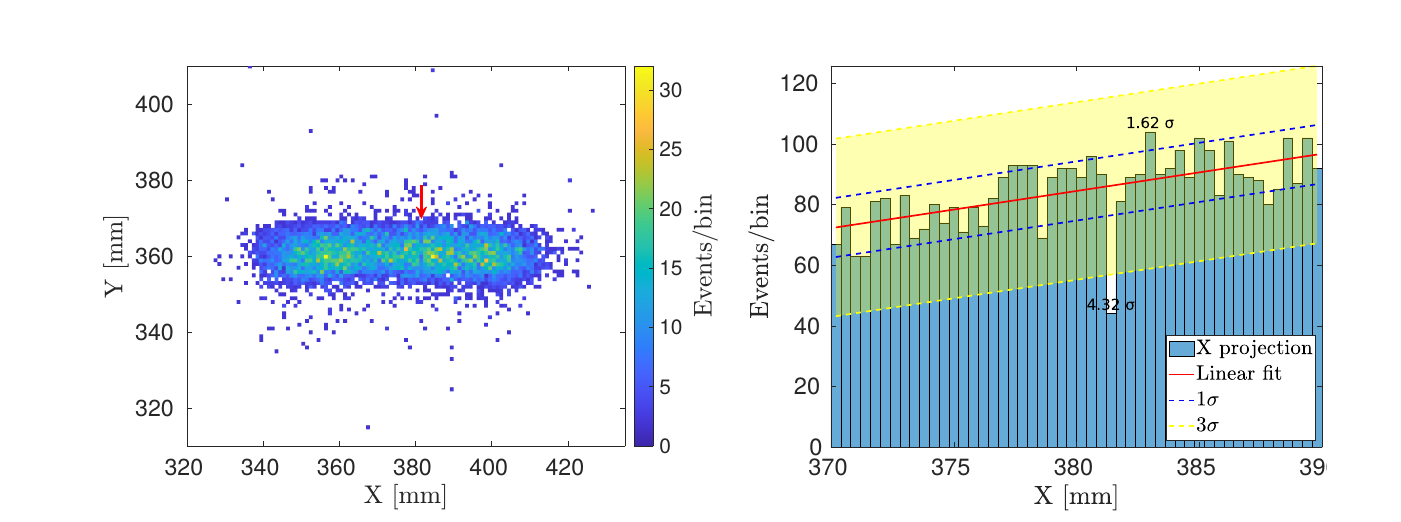 400
380
360
340
320
Y [mm]
320 340 360 380 400 420
X [mm]
30
25
20
15
10
5
0
Events/bin
120
100
80
60
40
20
0
Events/bin
1.62 σ
4.32 σ
X projection
Linear fit
1σ
3σ
370 375 380 385 390
X [mm]